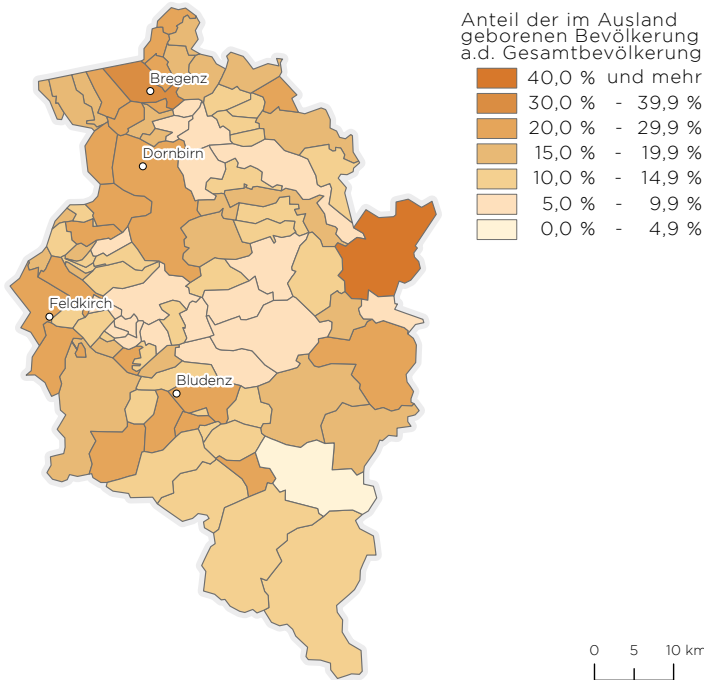 Anteil der im Ausland
geborenen Bevölkerung
a.d. Gesamtbevölkerung
40,0 % und mehr
30,0 % - 39,9 %
20,0 % - 29,9 %
15,0 % - 19,9 %
10,0 % - 14,9 %
5,0 % - 9,9 %
0,0 % - 4,9 %
Bregenz
Dornbirn
Feldkirch
Bludenz
0 5 10 km